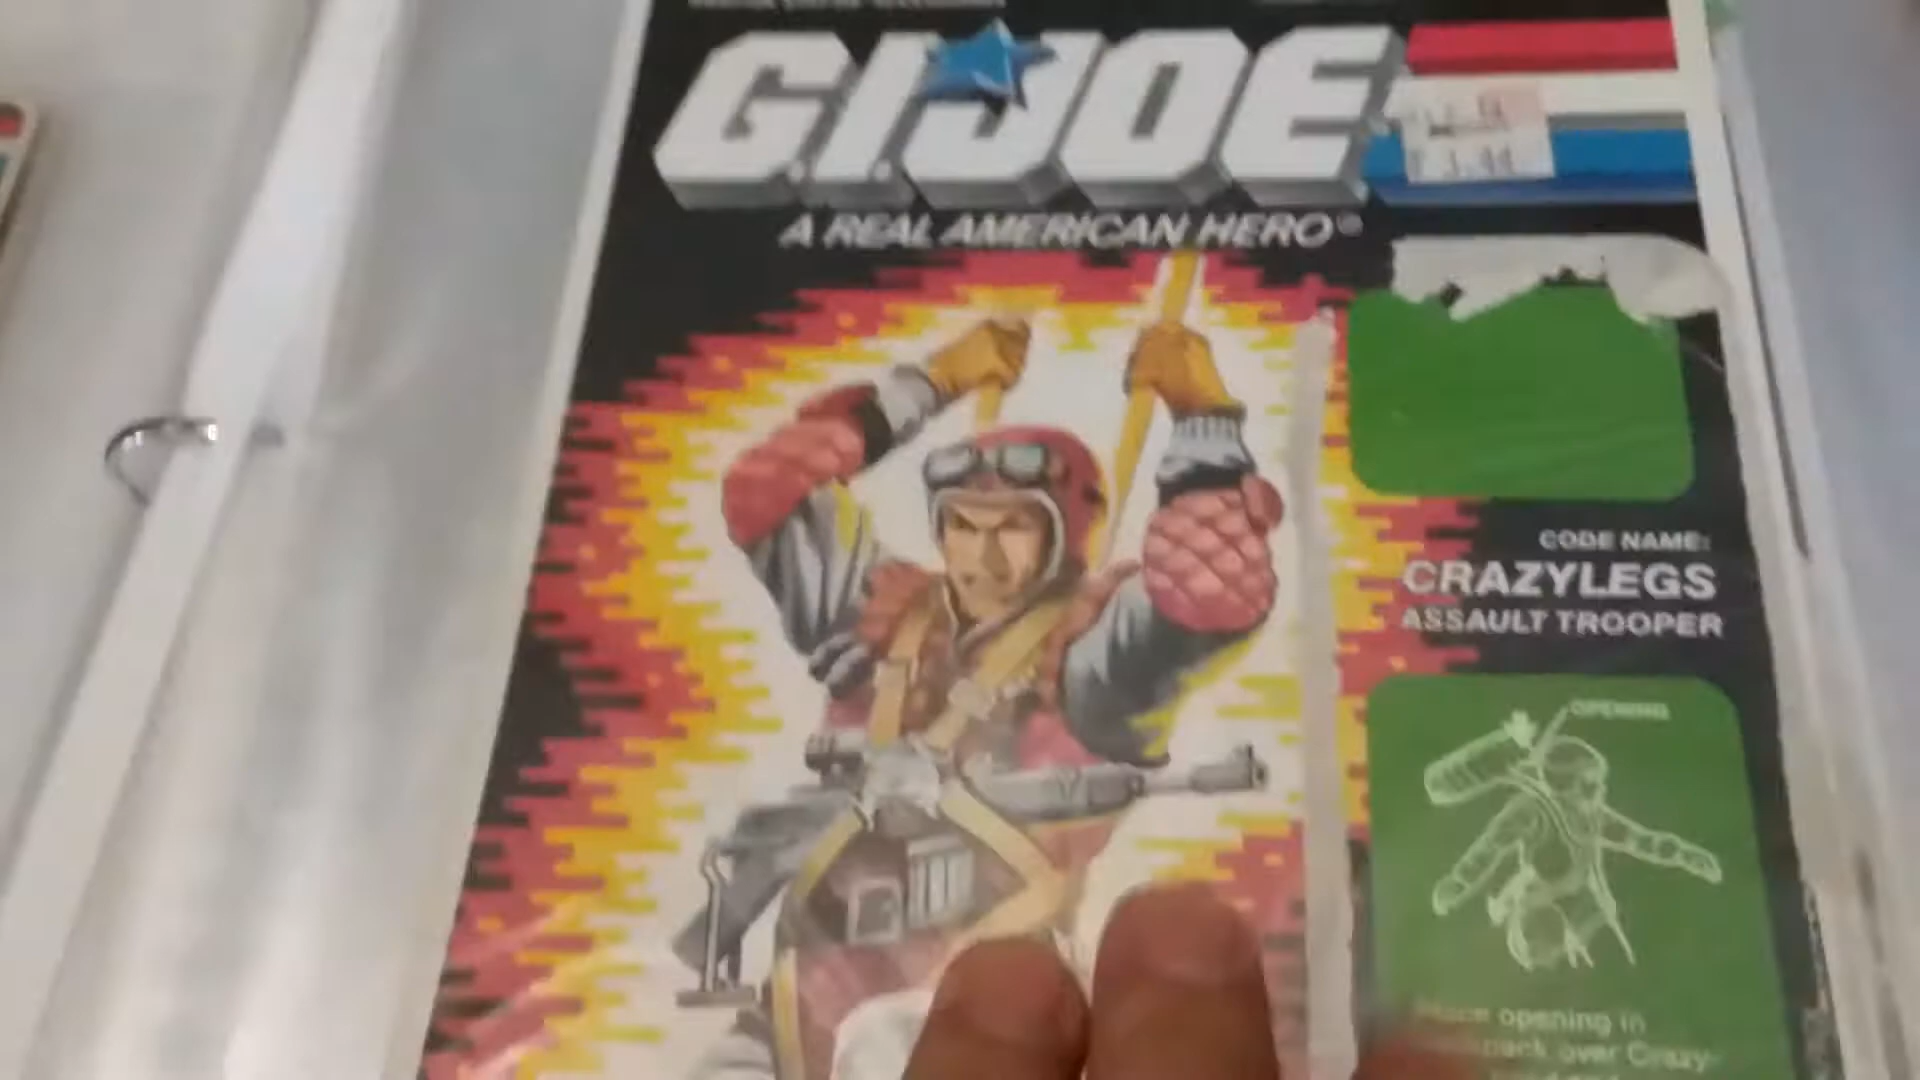 G.I.JOE
A REAL AMERICAN HERO®
CODE NAME:
CRAZYLEGS
ASSAULT TROOPER
OPENING
opening in
over Crazy-